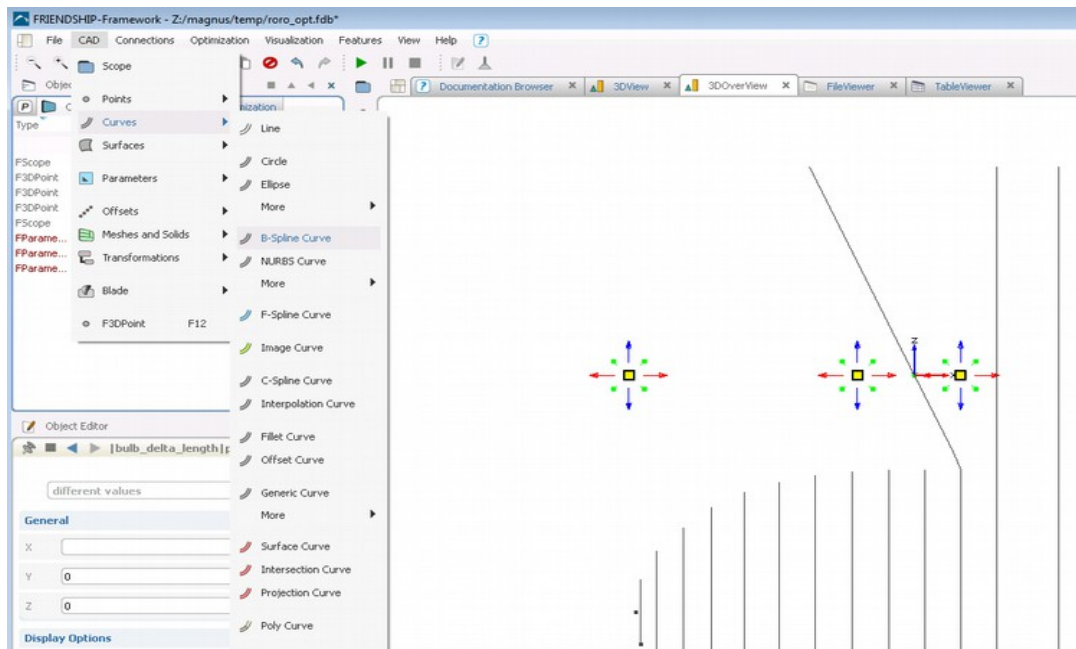 FRIENDSHIP-Framework - Z:/magnus/temp/roro_opt.fdb*
File CAD Connections Optimization Visualization Features View Help ?
Scope
Points
Curves
Surfaces
Parameters
Offsets
Meshes and Solids
Transformations
Blade
F3DPoint F12
Line
Circle
Ellipse
More
B-Spline Curve
NURBS Curve
More
F-Spline Curve
Image Curve
C-Spline Curve
Interpolation Curve
Fillet Curve
Offset Curve
Generic Curve
More
Surface Curve
Intersection Curve
Projection Curve
Poly Curve
Objec
? Documentation Browser 3DView 3DOverView FileViewer TableViewer
P C nization
Type
FScope
F3DPoint
F3DPoint
F3DPoint
FScope
FParame...
FParame...
FParame...
Object Editor
|bulb_delta_length|p
different values
General
X
Y 0
Z 0
Display Options
Z